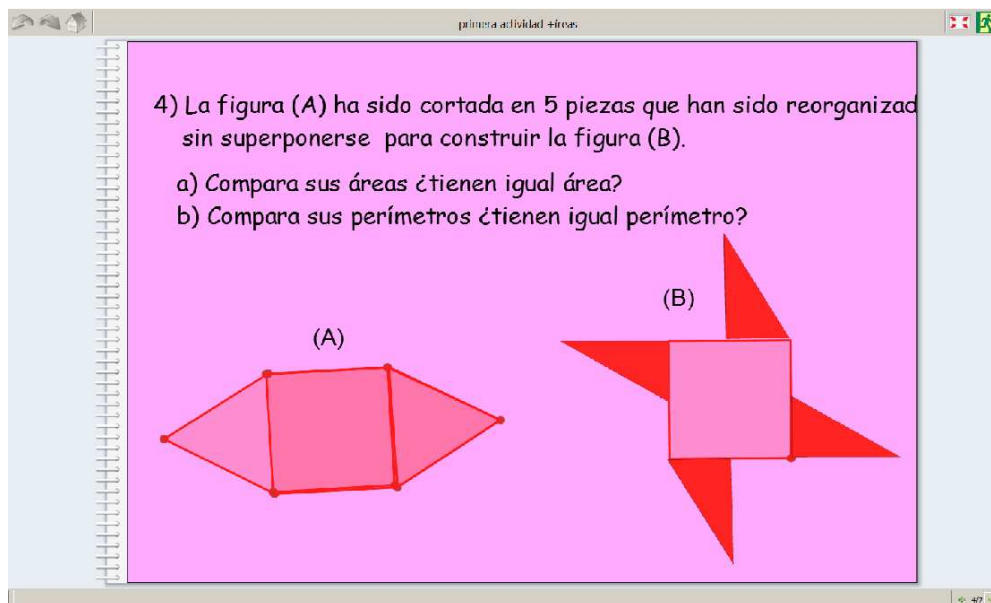 primera actividad +íreas
4) La figura (A) ha sido cortada en 5 piezas que han sido reorganizad
sin superponerse para construir la figura (B).
a) Compara sus áreas ¿tienen igual área?
b) Compara sus perímetros ¿tienen igual perímetro?
(B)
(A)